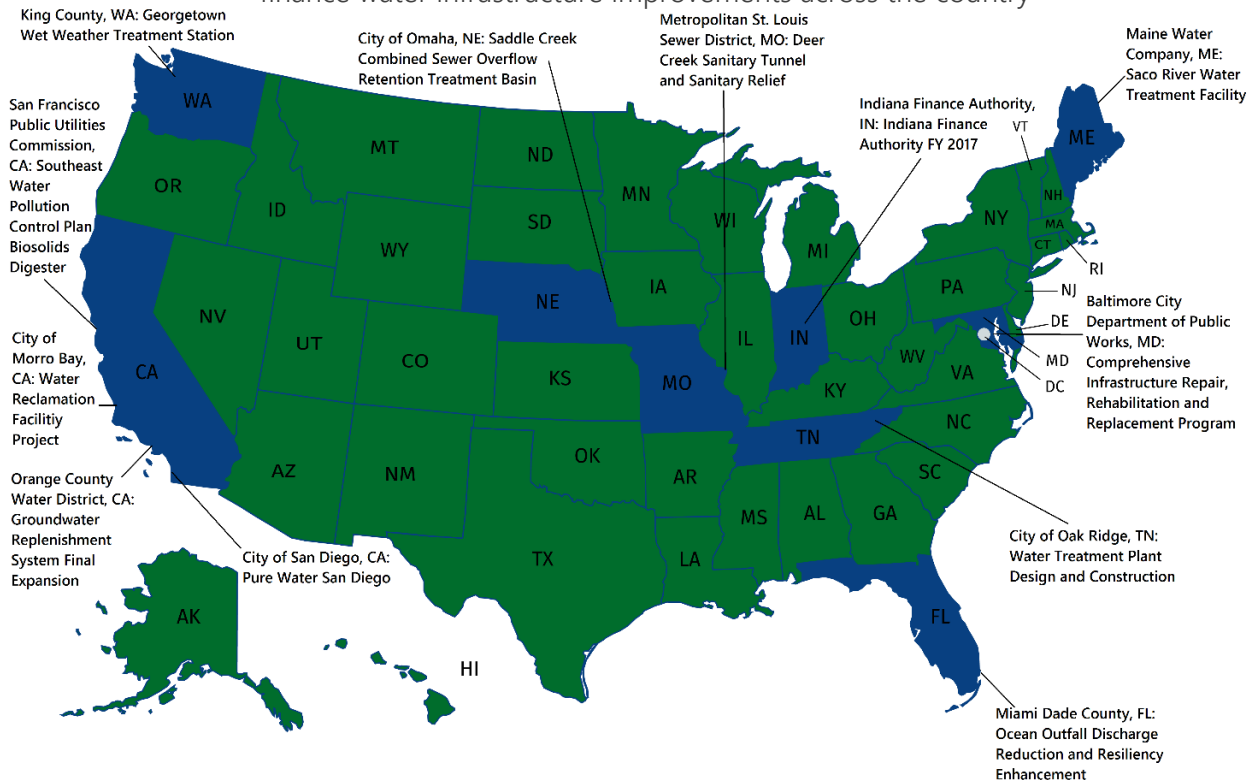 finance water infrastructure improvements across the country
King County, WA: Georgetown
Wet Weather Treatment Station
City of Omaha, NE: Saddle Creek
Combined Sewer Overflow
Retention Treatment Basin
Metropolitan St. Louis
Sewer District, MO: Deer
Creek Sanitary Tunnel
and Sanitary Relief
Indiana Finance Authority,
IN: Indiana Finance
Authority FY 2017
Maine Water
Company, ME:
Saco River Water
Treatment Facility
San Francisco
Public Utilities
Commission,
CA: Southeast
Water
Pollution
Control Plan
Biosolids
Digester
City of
Morro Bay,
CA: Water
Reclamation
Facilitiy
Project
Orange County
Water District, CA:
Groundwater
Replenishment
System Final
Expansion
City of San Diego, CA:
Pure Water San Diego
Baltimore City
Department of Public
Works, MD:
Comprehensive
Infrastructure Repair,
Rehabilitation and
Replacement Program
City of Oak Ridge, TN:
Water Treatment Plant
Design and Construction
Miami Dade County, FL:
Ocean Outfall Discharge
Reduction and Resiliency
Enhancement
WA
OR
CA
ID
NV
MT
WY
UT
AZ
CO
NM
ND
SD
NE
KS
OK
TX
MN
IA
MO
AR
LA
WI
IL
MI
IN
OH
KY
TN
MS
AL
GA
FL
SC
NC
VA
WV
PA
NY
VT
NH
ME
MA
CT
RI
NJ
DE
MD
DC
AK
HI